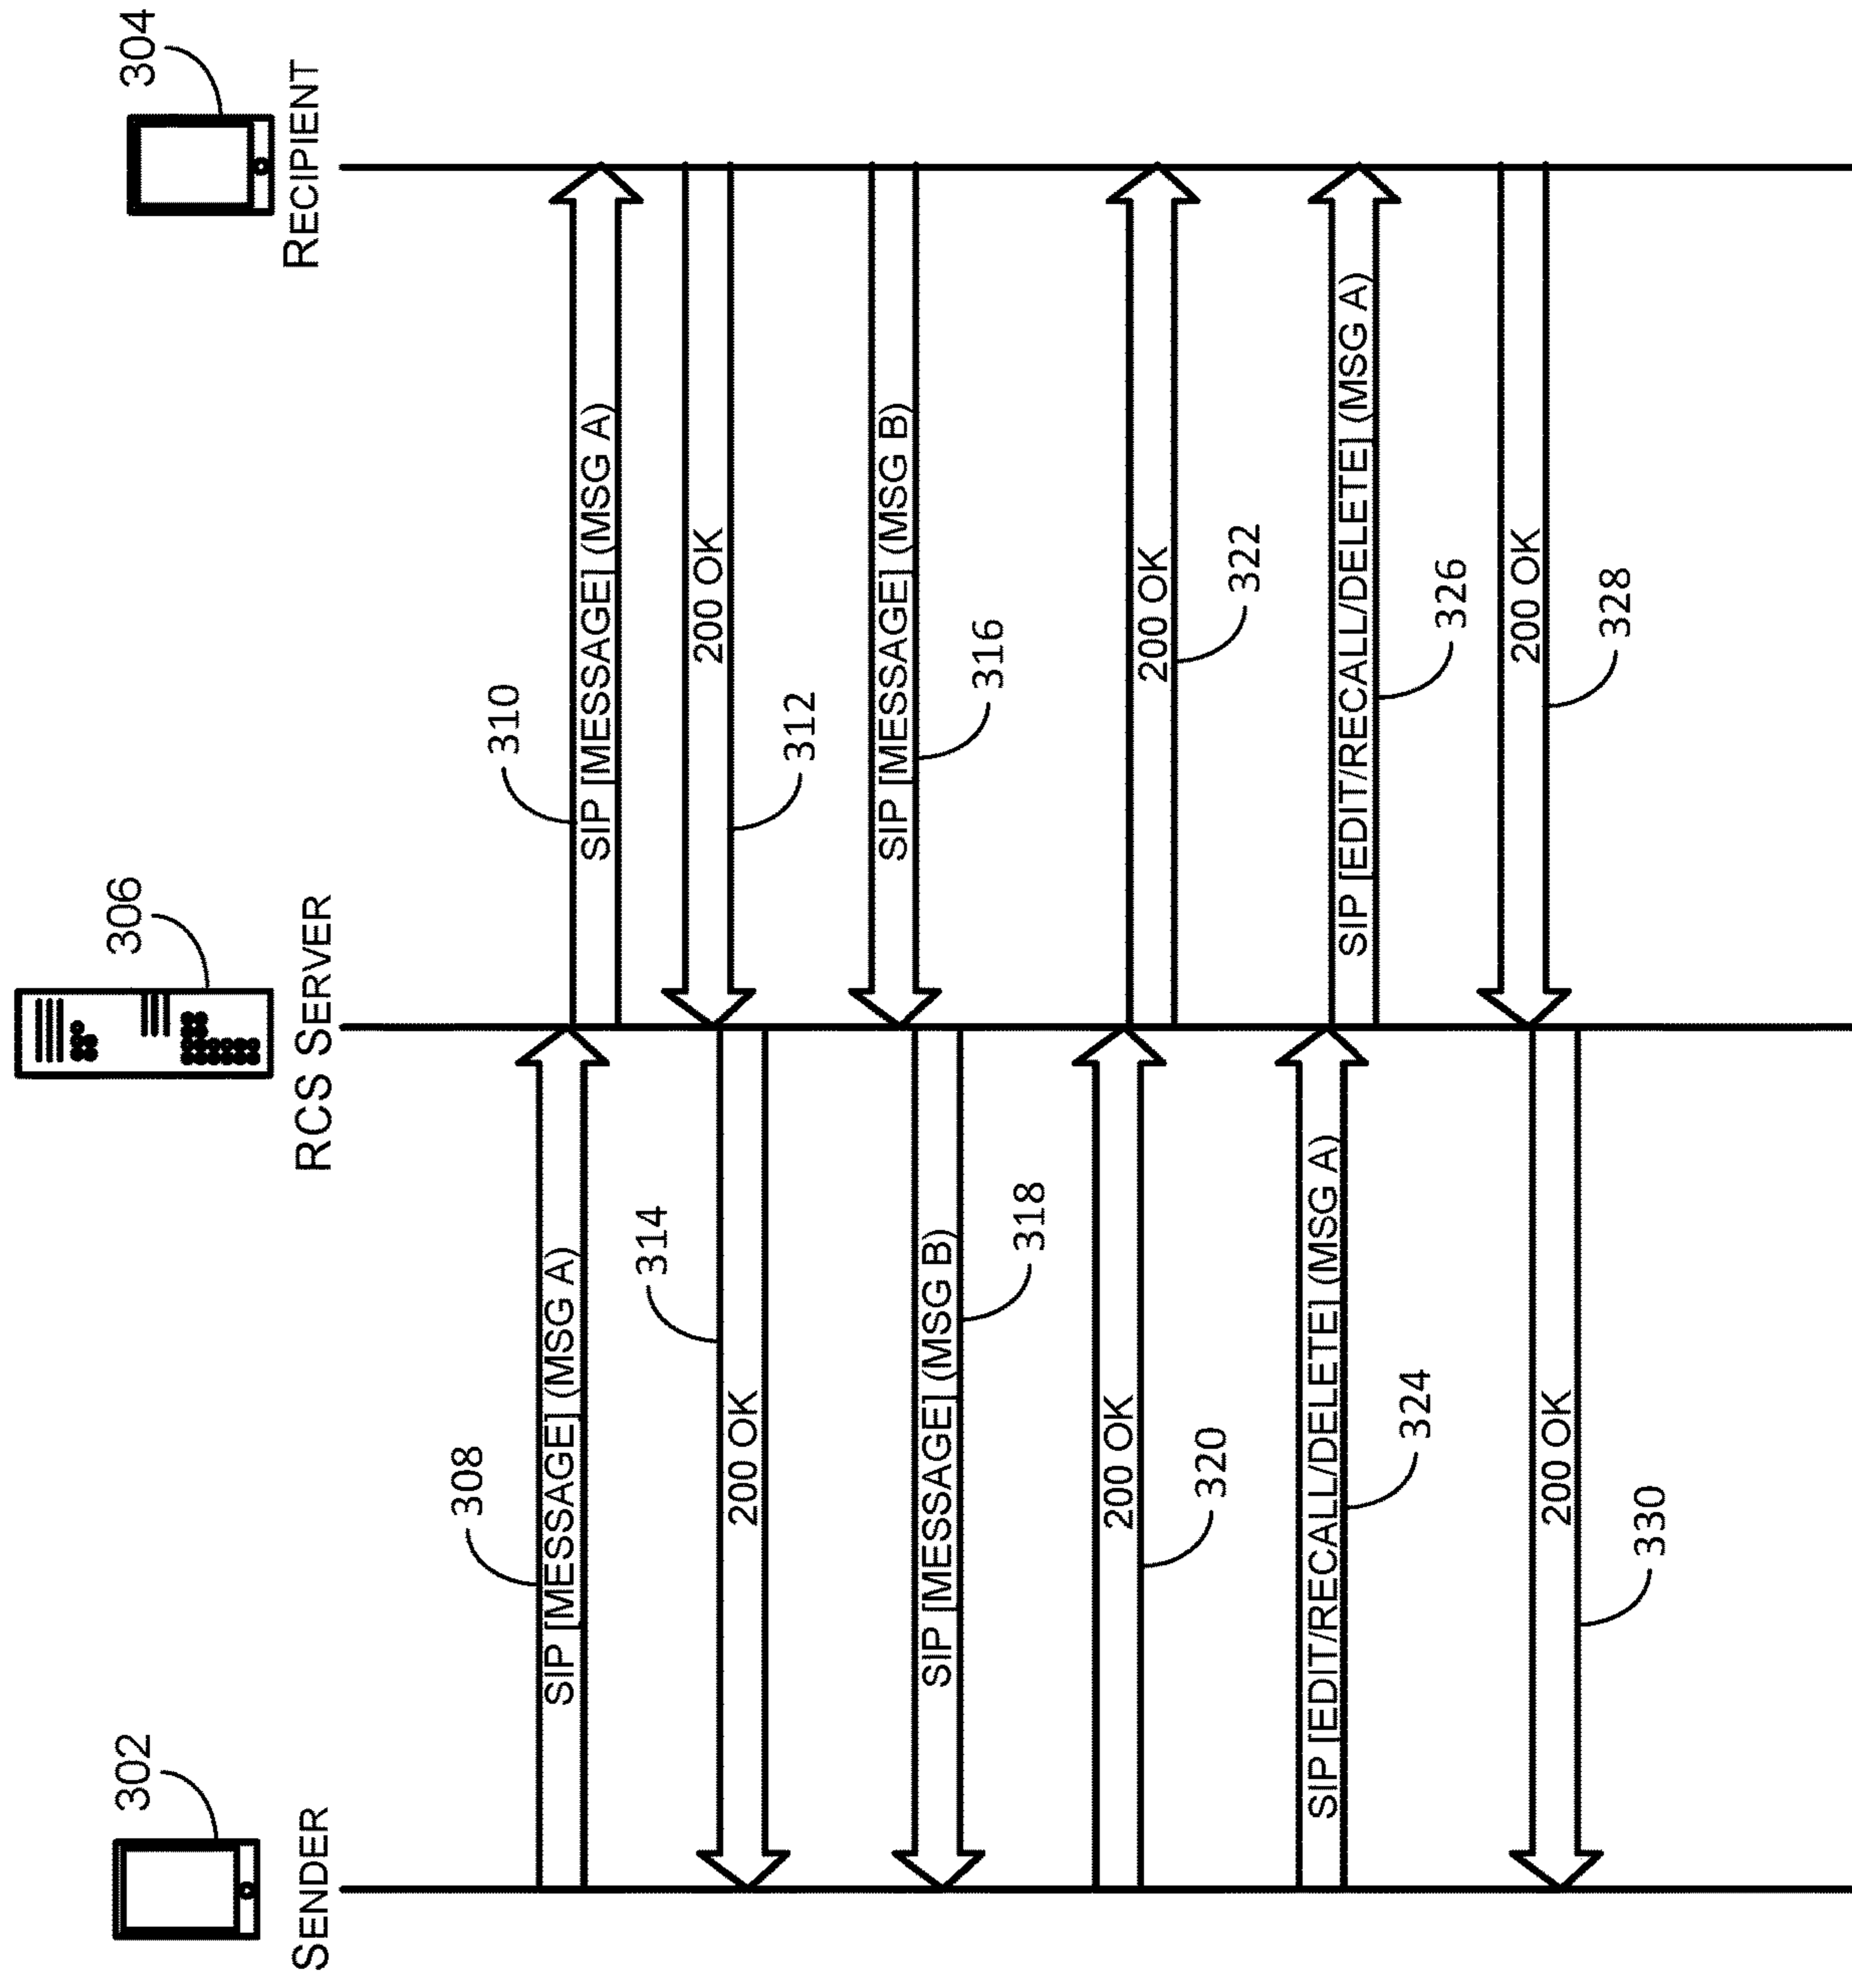 302
SENDER
306
RCS SERVER
304
RECIPIENT
308
SIP [MESSAGE] (MSG A)
310
SIP [MESSAGE] (MSG A)
200 OK
312
314
200 OK
SIP [MESSAGE] (MSG B)
316
SIP [MESSAGE] (MSG B)
318
200 OK
320
200 OK
322
SIP [EDIT/RECALL/DELETE] (MSG A)
324
SIP [EDIT/RECALL/DELETE] (MSG A)
326
200 OK
328
200 OK
330